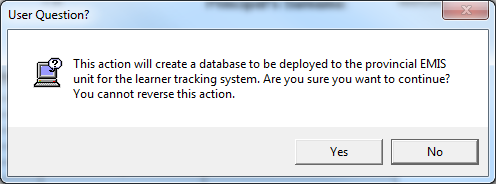 User Question?
This action will create a database to be deployed to the provincial EMIS
unit for the learner tracking system. Are you sure you want to continue?
You cannot reverse this action.
Yes
No